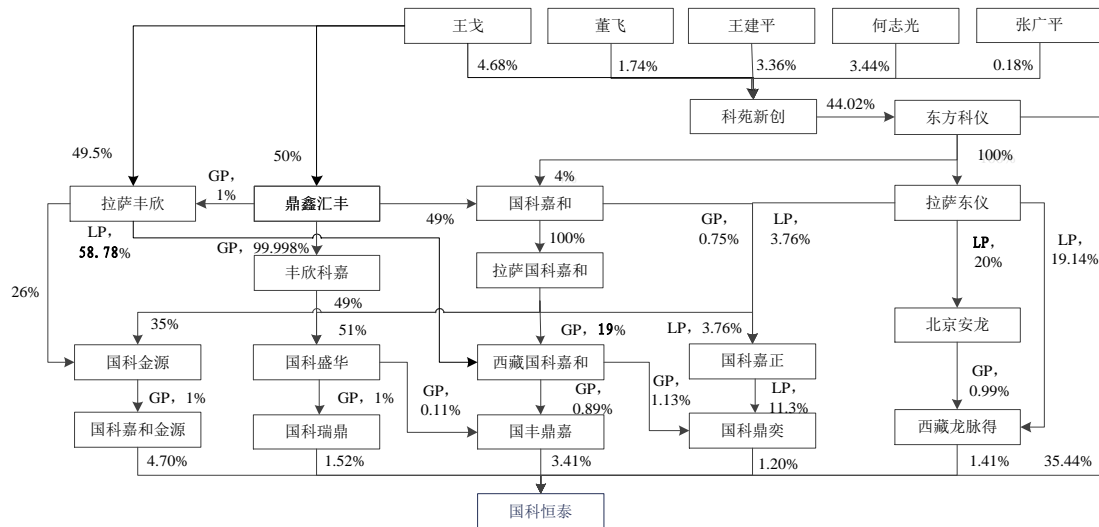 王戈
董飞
王建平
何志光
张广平
4.68%
1.74%
3.36%
3.44%
0.18%
科苑新创
44.02%
东方科仪
49.5%
50%
4%
100%
GP，
1%
拉萨丰欣
鼎鑫汇丰
49%
国科嘉和
拉萨东仪
LP，
58.78%
GP，99.998%
100%
GP，
0.75%
LP，
3.76%
LP，
20%
LP，
19.14%
丰欣科嘉
拉萨国科嘉和
26%
49%
35%
51%
GP，19%
LP，3.76%
北京安龙
国科金源
国科盛华
西藏国科嘉和
国科嘉正
GP，1%
GP，1%
GP，
0.11%
GP，
0.89%
GP，
1.13%
LP，
11.3%
GP，
0.99%
国科嘉和金源
国科瑞鼎
国丰鼎嘉
国科鼎奕
西藏龙脉得
4.70%
1.52%
3.41%
1.20%
1.41%
35.44%
国科恒泰